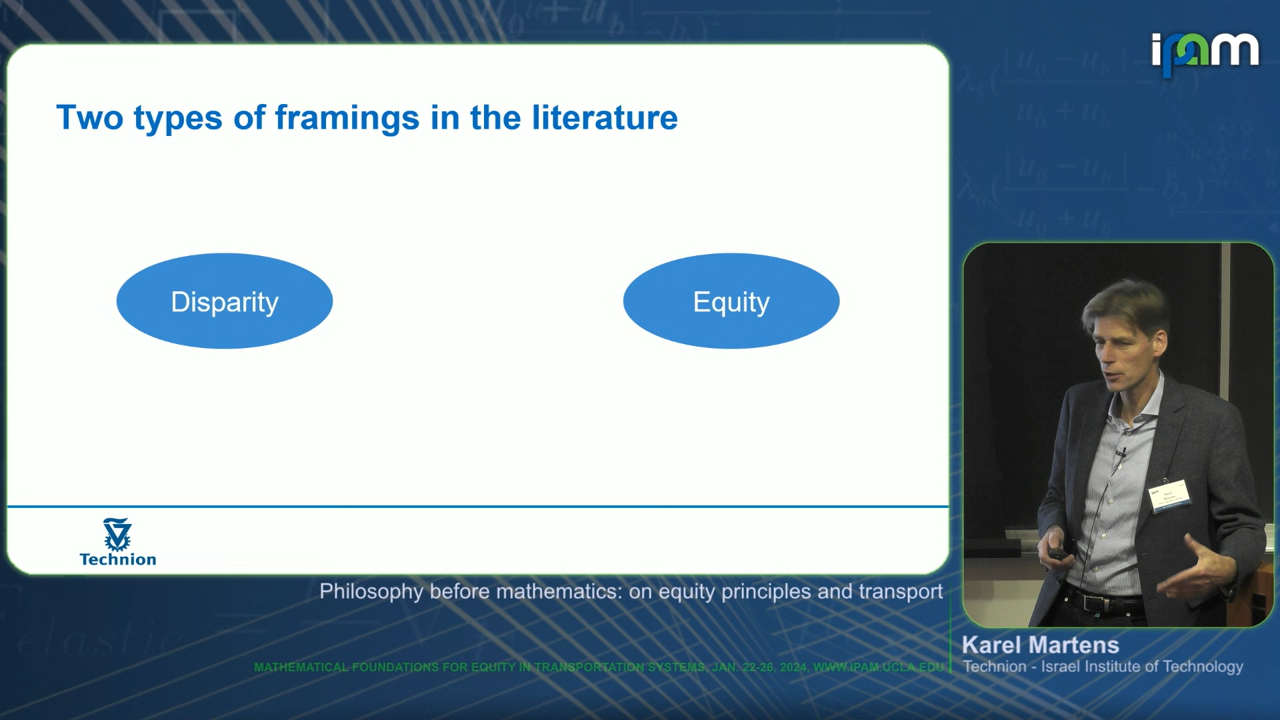 ipam
Two types of framings in the literature
Disparity
Equity
Technion
Philosophy before mathematics: on equity principles and transport
Karel Martens
Technion - Israel Institute of Technology
MATHEMATICAL FOUNDATIONS FOR EQUITY IN TRANSPORTATION SYSTEMS, JAN. 22-26, 2024, WWW.IPAM.UCLA.EDU
elastic